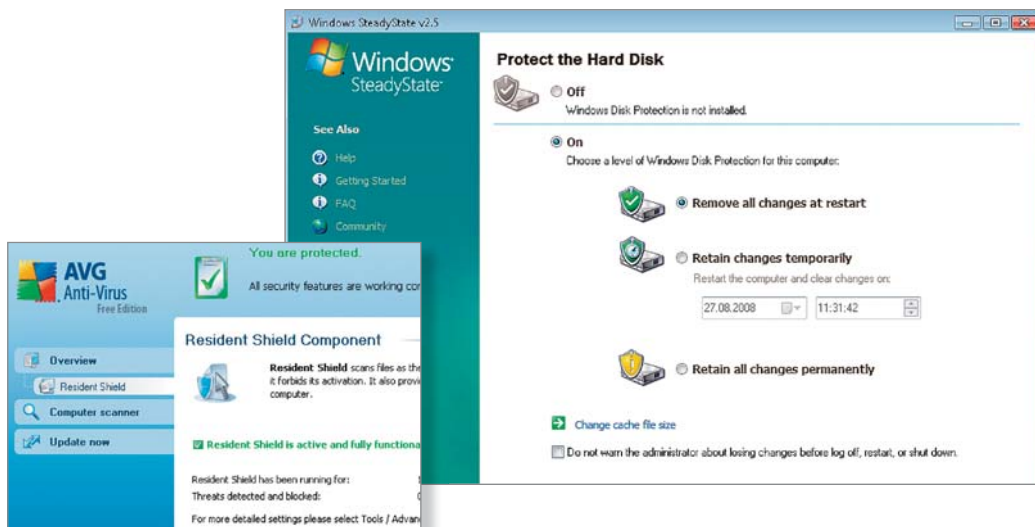 Windows SteadyState v2.5
Windows
SteadyState
See Also
Help
Getting Started
FAQ
Community
Protect the Hard Disk
Off
Windows Disk Protection is not installed.
On
Choose a level of Windows Disk Protection for this computer:
Remove all changes at restart
Retain changes temporarily
Restart the computer and clear changes on:
27.08.2008 11:31:42
Retain all changes permanently
Change cache file size
Do not warn the administrator about losing changes before log off, restart, or shut down.
AVG
Anti-Virus
Free Edition
Overview
Resident Shield
Computer scanner
Update now
You are protected.
All security features are working
Resident Shield Component
Resident Shield scans files as
it forbids its activation. It also
computer.
Resident Shield is active and fully
Resident Shield has been running for:
Threats detected and blocked:
For more detailed settings please select Tools /